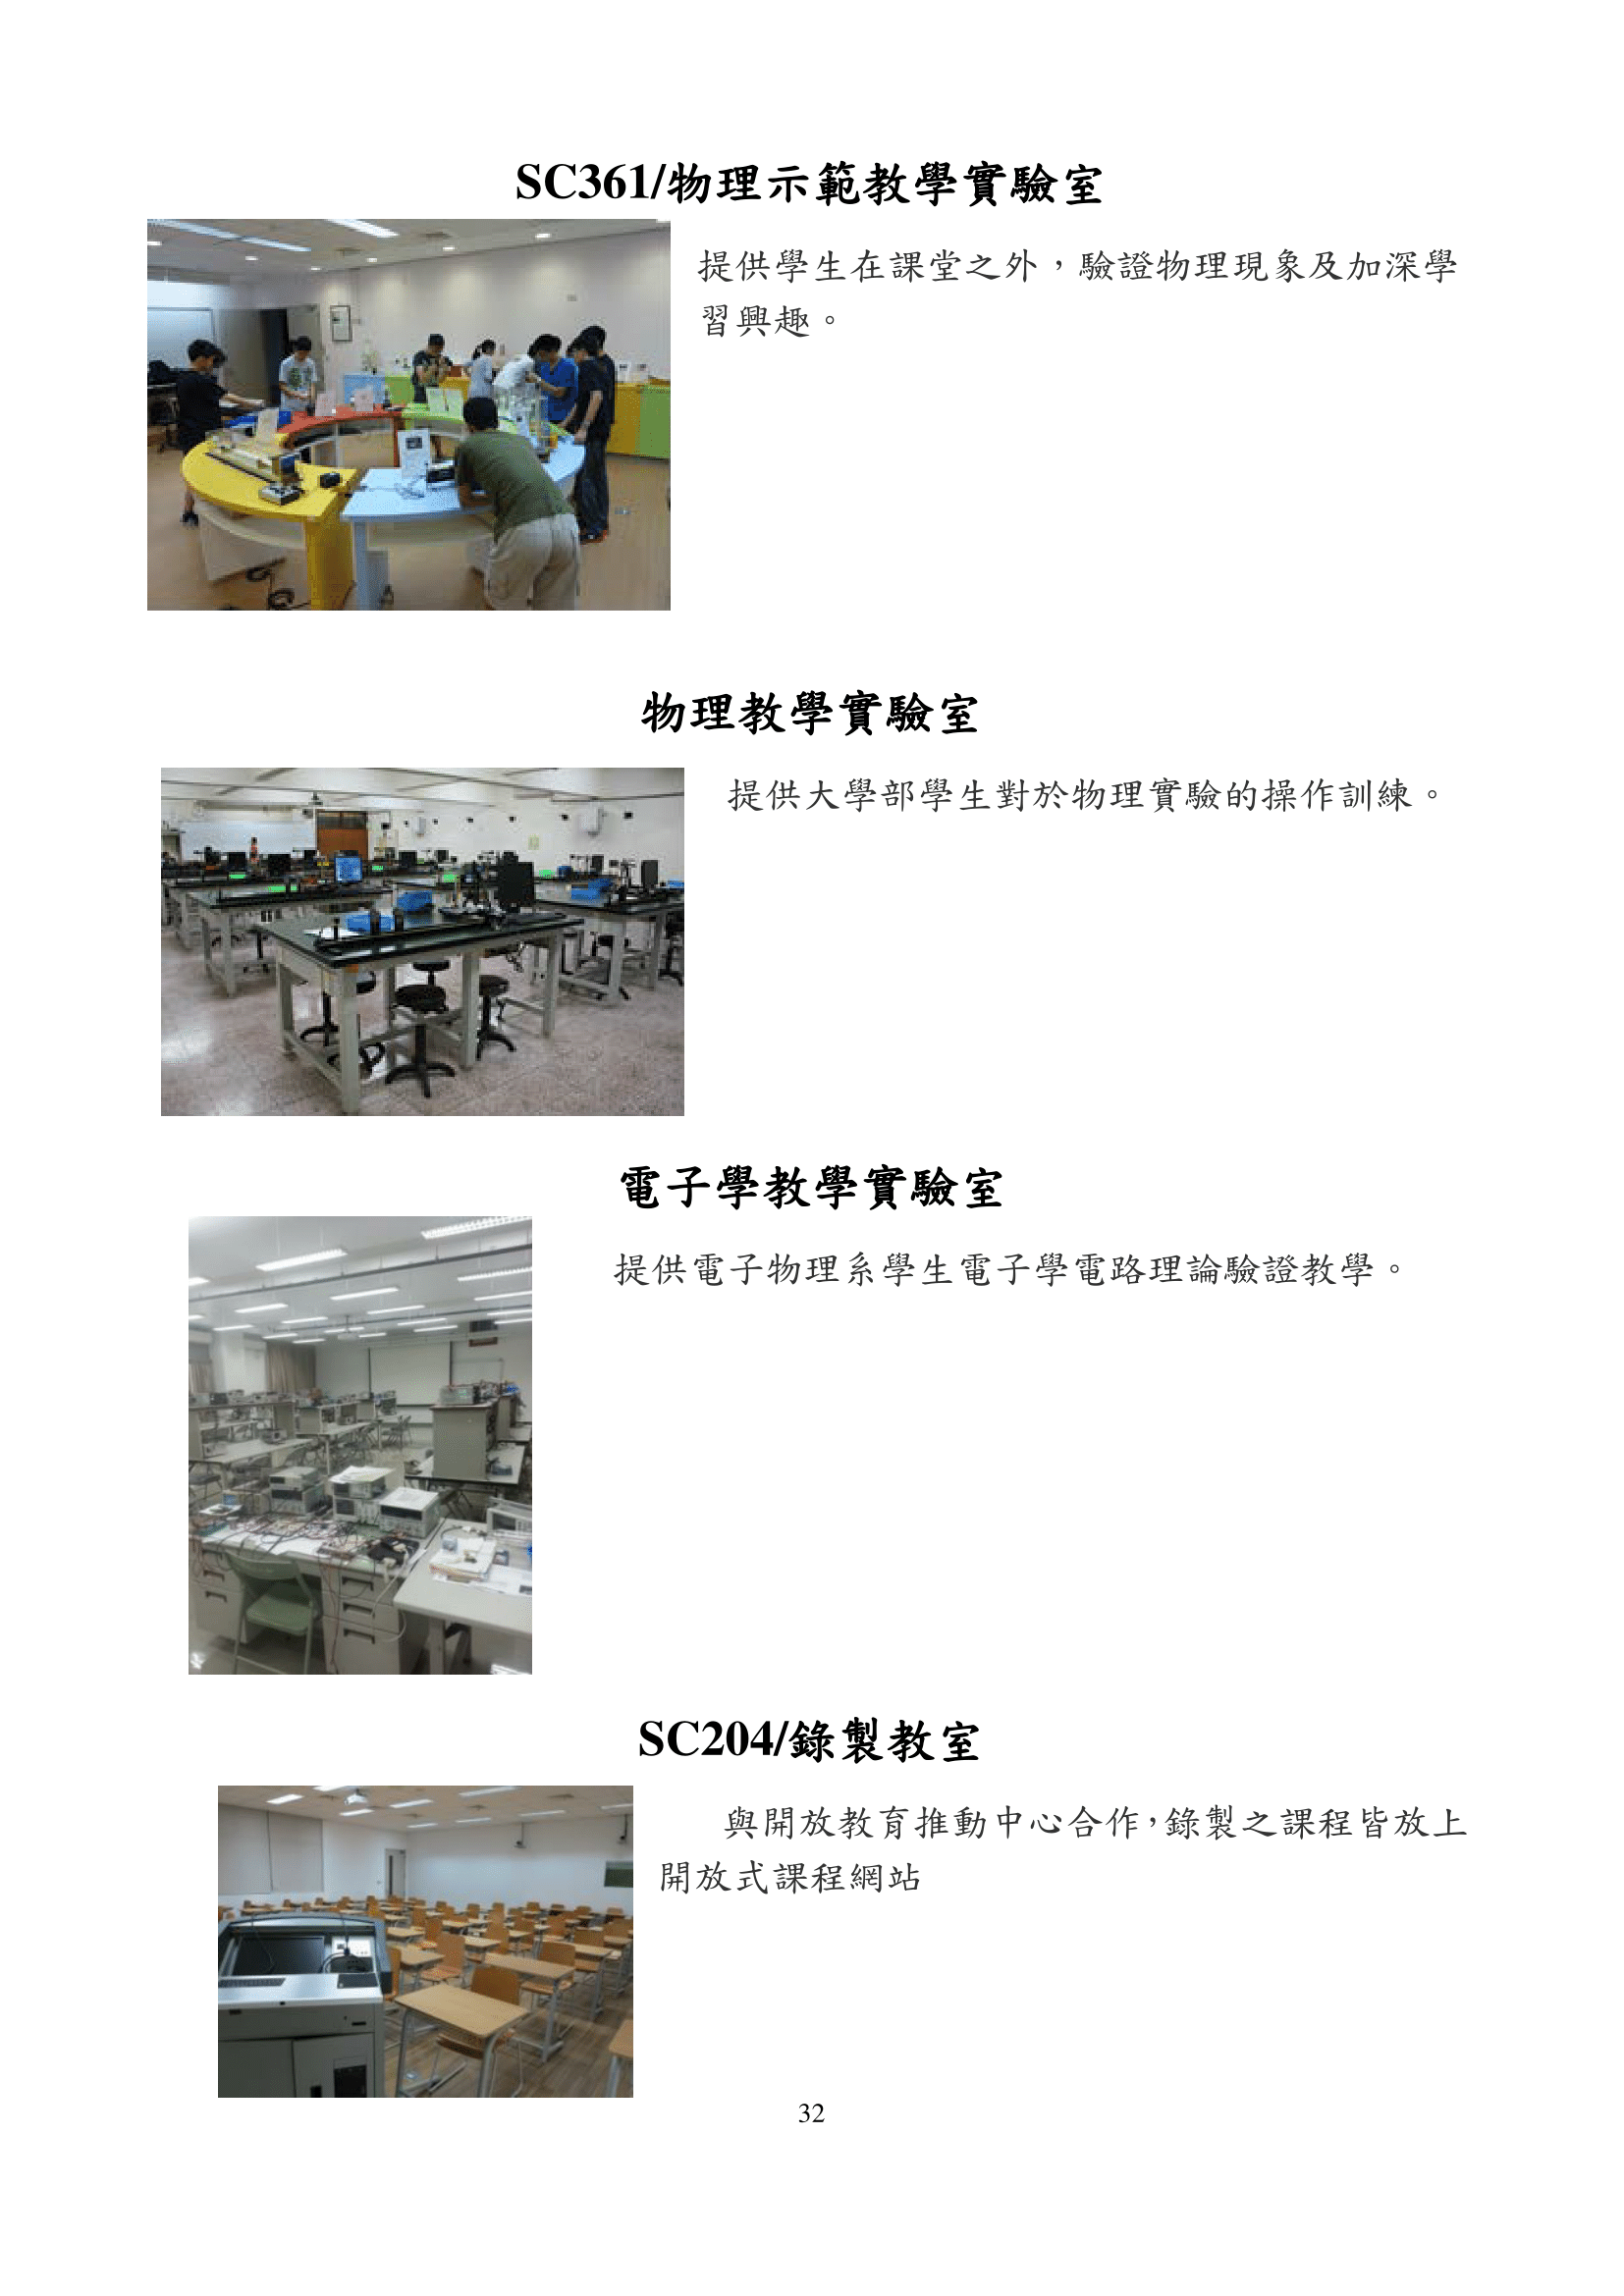 SC361/物理示範教學實驗室
提供學生在課堂之外，驗證物理現象及加深學
習興趣。
物理教學實驗室
提供大學部學生對於物理實驗的操作訓練。
電子學教學實驗室
提供電子物理系學生電子學電路理論驗證教學。
SC204/錄製教室
與開放教育推動中心合作，錄製之課程皆放上
開放式課程網站
32